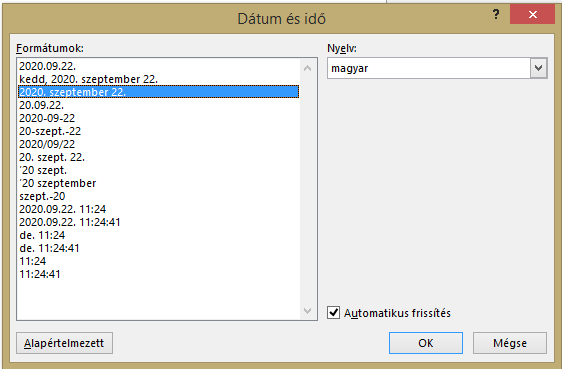 Dátum és idő
?
Formátumok:
Nyelv:
2020.09.22.
magyar
kedd, 2020. szeptember 22.
2020. szeptember 22.
20.09.22.
2020-09-22
20-szept.-22
2020/09/22
20. szept. 22.
'20 szept.
'20 szeptember
szept.-20
2020.09.22. 11:24
2020.09.22. 11:24:41
de. 11:24
de. 11:24:41
11:24
11:24:41
Automatikus frissítés
Alapértelmezett
OK
Mégse